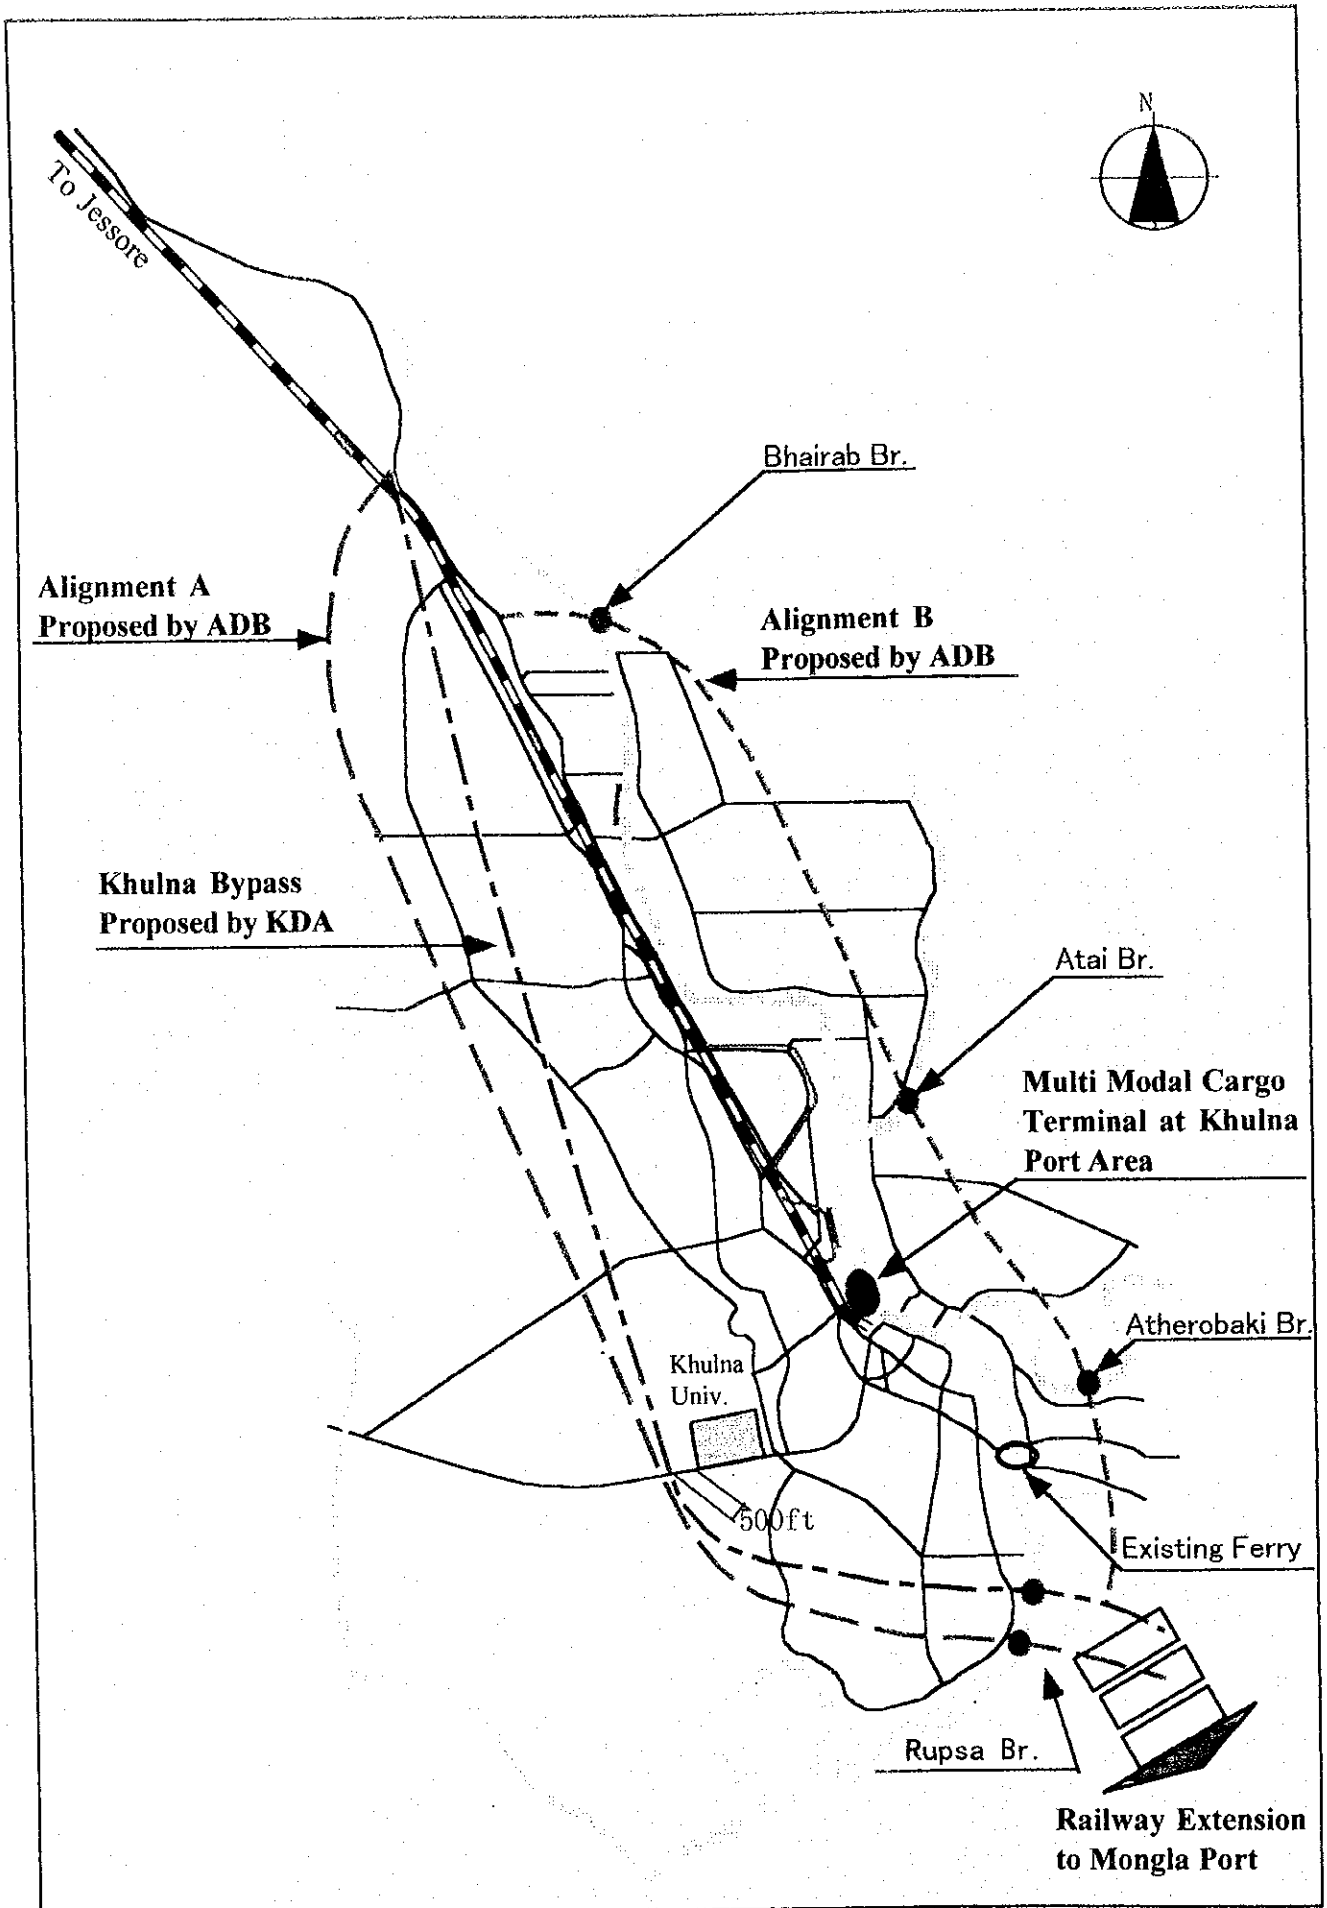 N
To Jessore
Bhairab Br.
Alignment A
Proposed by ADB
Alignment B
Proposed by ADB
Khulna Bypass
Proposed by KDA
Atai Br.
Multi Modal Cargo
Terminal at Khulna
Port Area
Atherobaki Br.
Khulna
Univ.
500ft
Existing Ferry
Rupsa Br.
Railway Extension
to Mongla Port